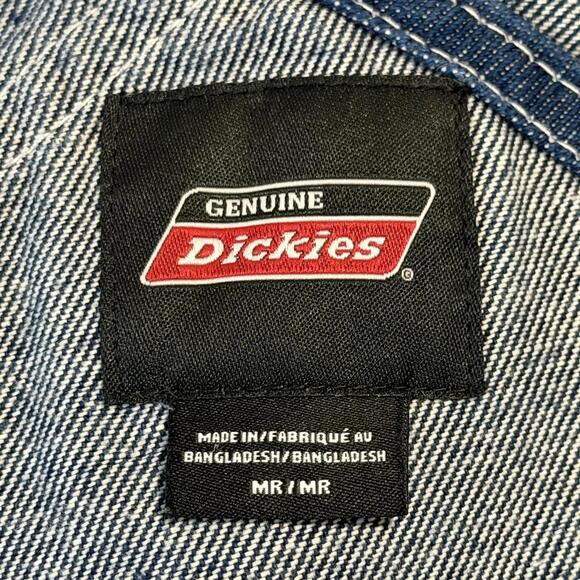 GENUINE
Dickies
®
MADE IN/FABRIQUÉ AU
BANGLADESH/BANGLADESH
MR/MR